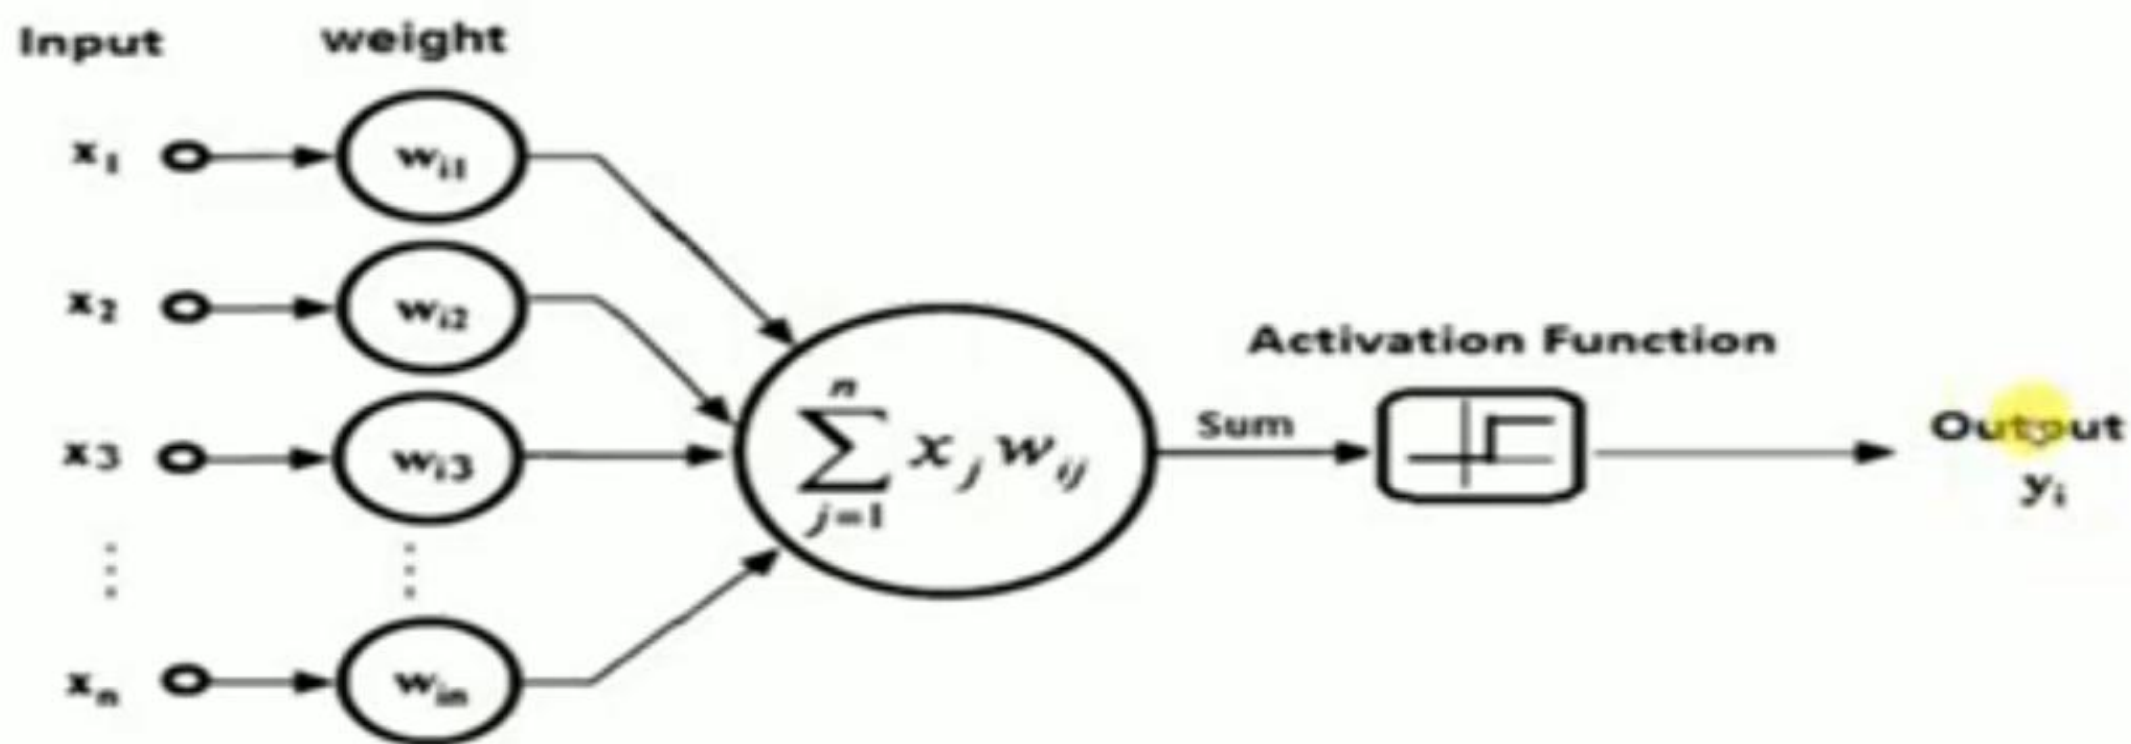 Input weight
x1 wi1
x2 wi2
x3 wi3
⋮ ⋮
xn win
n
∑ xj wij
j=1
Sum
Activation Function
Output
yi